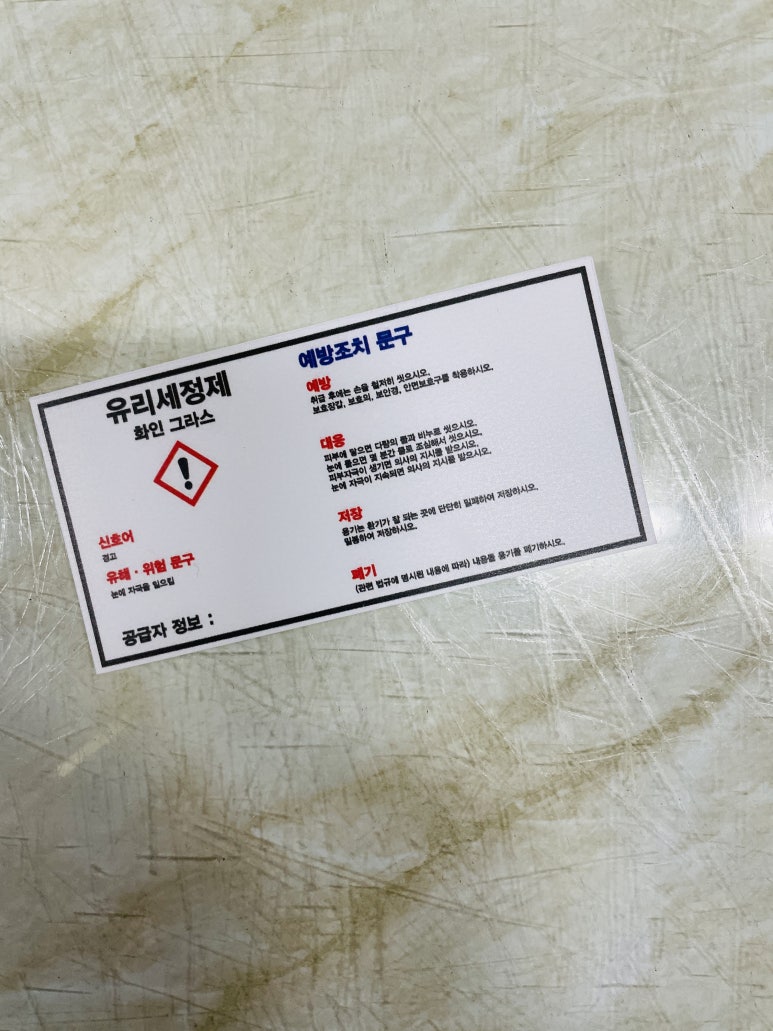 유리세정제
화인 그라스
신호어
경고
유해 · 위험 문구
눈에 자극을 일으킴
공급자 정보 :
예방조치 문구
예방
취급 후에는 손을 철저히 씻으시오.
보호장갑, 보호의, 보안경, 안면보호구를 착용하시오.
대응
피부에 닿으면 다량의 물과 비누로 씻으시오.
눈에 들으면 몇 분간 물로 조심해서 씻으시오.
피부자극이 생기면 의사의 지시를 받으시오.
눈에 자극이 지속되면 의사의 지시를 받으시오.
저장
용기는 환기가 잘 되는 곳에 단단히 밀폐하여 저장하시오.
밀봉하여 저장하시오.
폐기
(관련 법규에 명시된 내용에 따라) 내용물 용기를 폐기하시오.